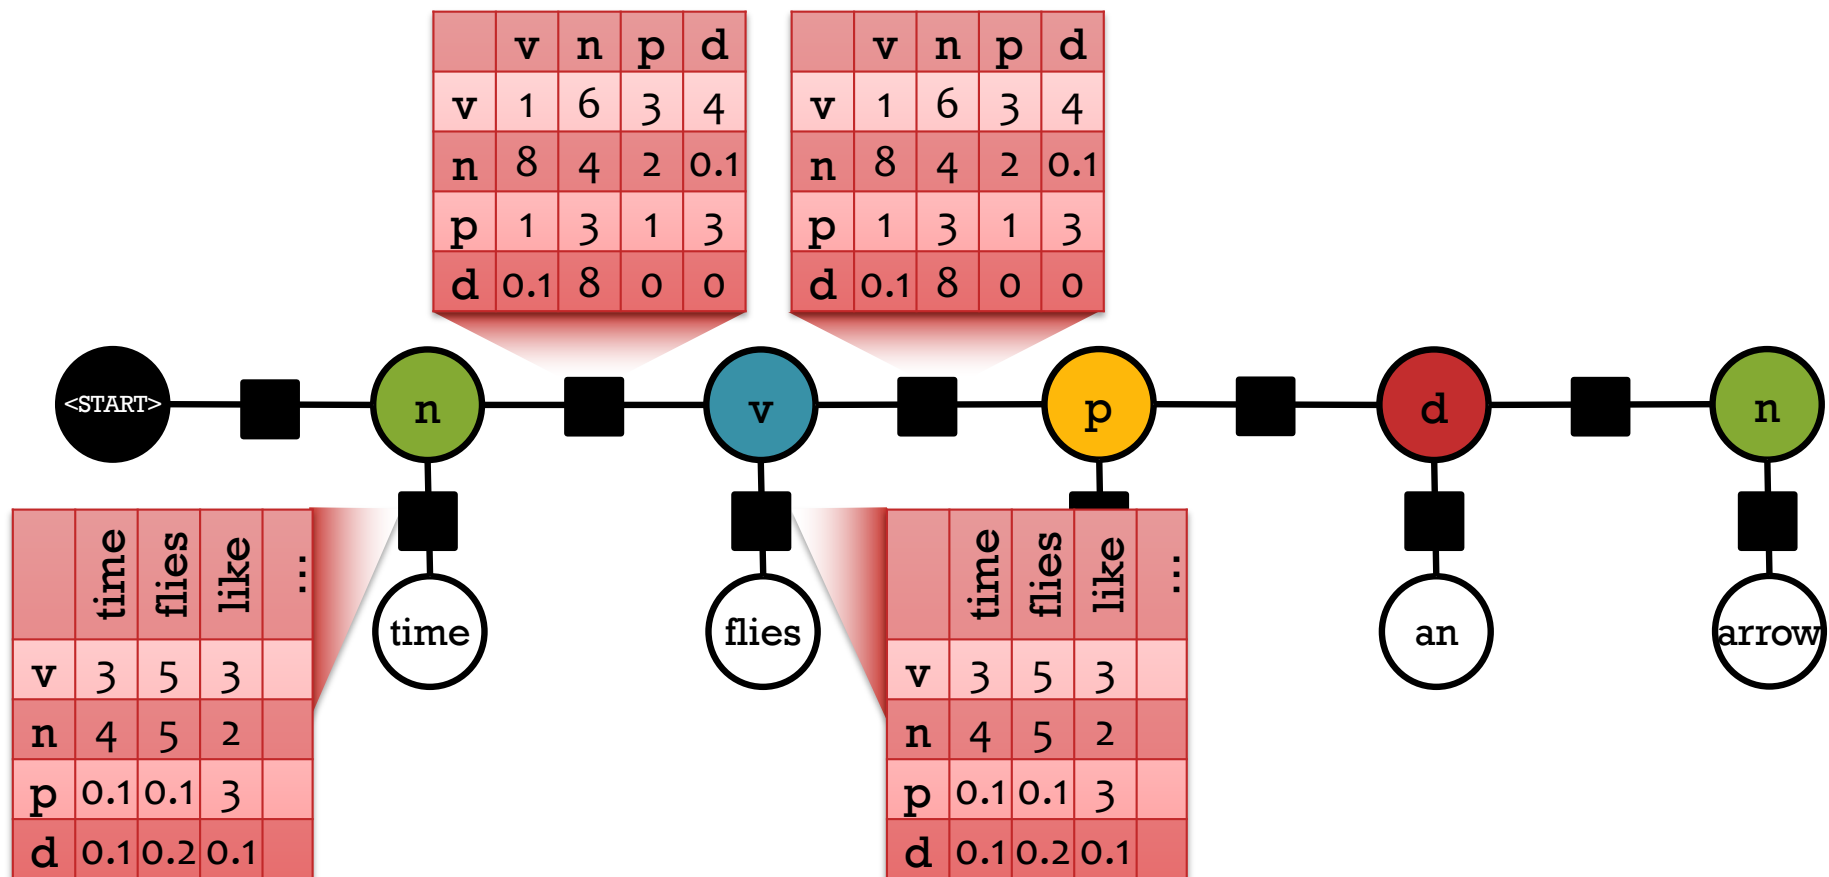 v n p d
v 1 6 3 4
n 8 4 2 0.1
p 1 3 1 3
d 0.1 8 0 0
v n p d
v 1 6 3 4
n 8 4 2 0.1
p 1 3 1 3
d 0.1 8 0 0
<START> n v p d n
time flies like ...
v 3 5 3
n 4 5 2
p 0.1 0.1 3
d 0.1 0.2 0.1
time flies an arrow
time flies like ...
v 3 5 3
n 4 5 2
p 0.1 0.1 3
d 0.1 0.2 0.1